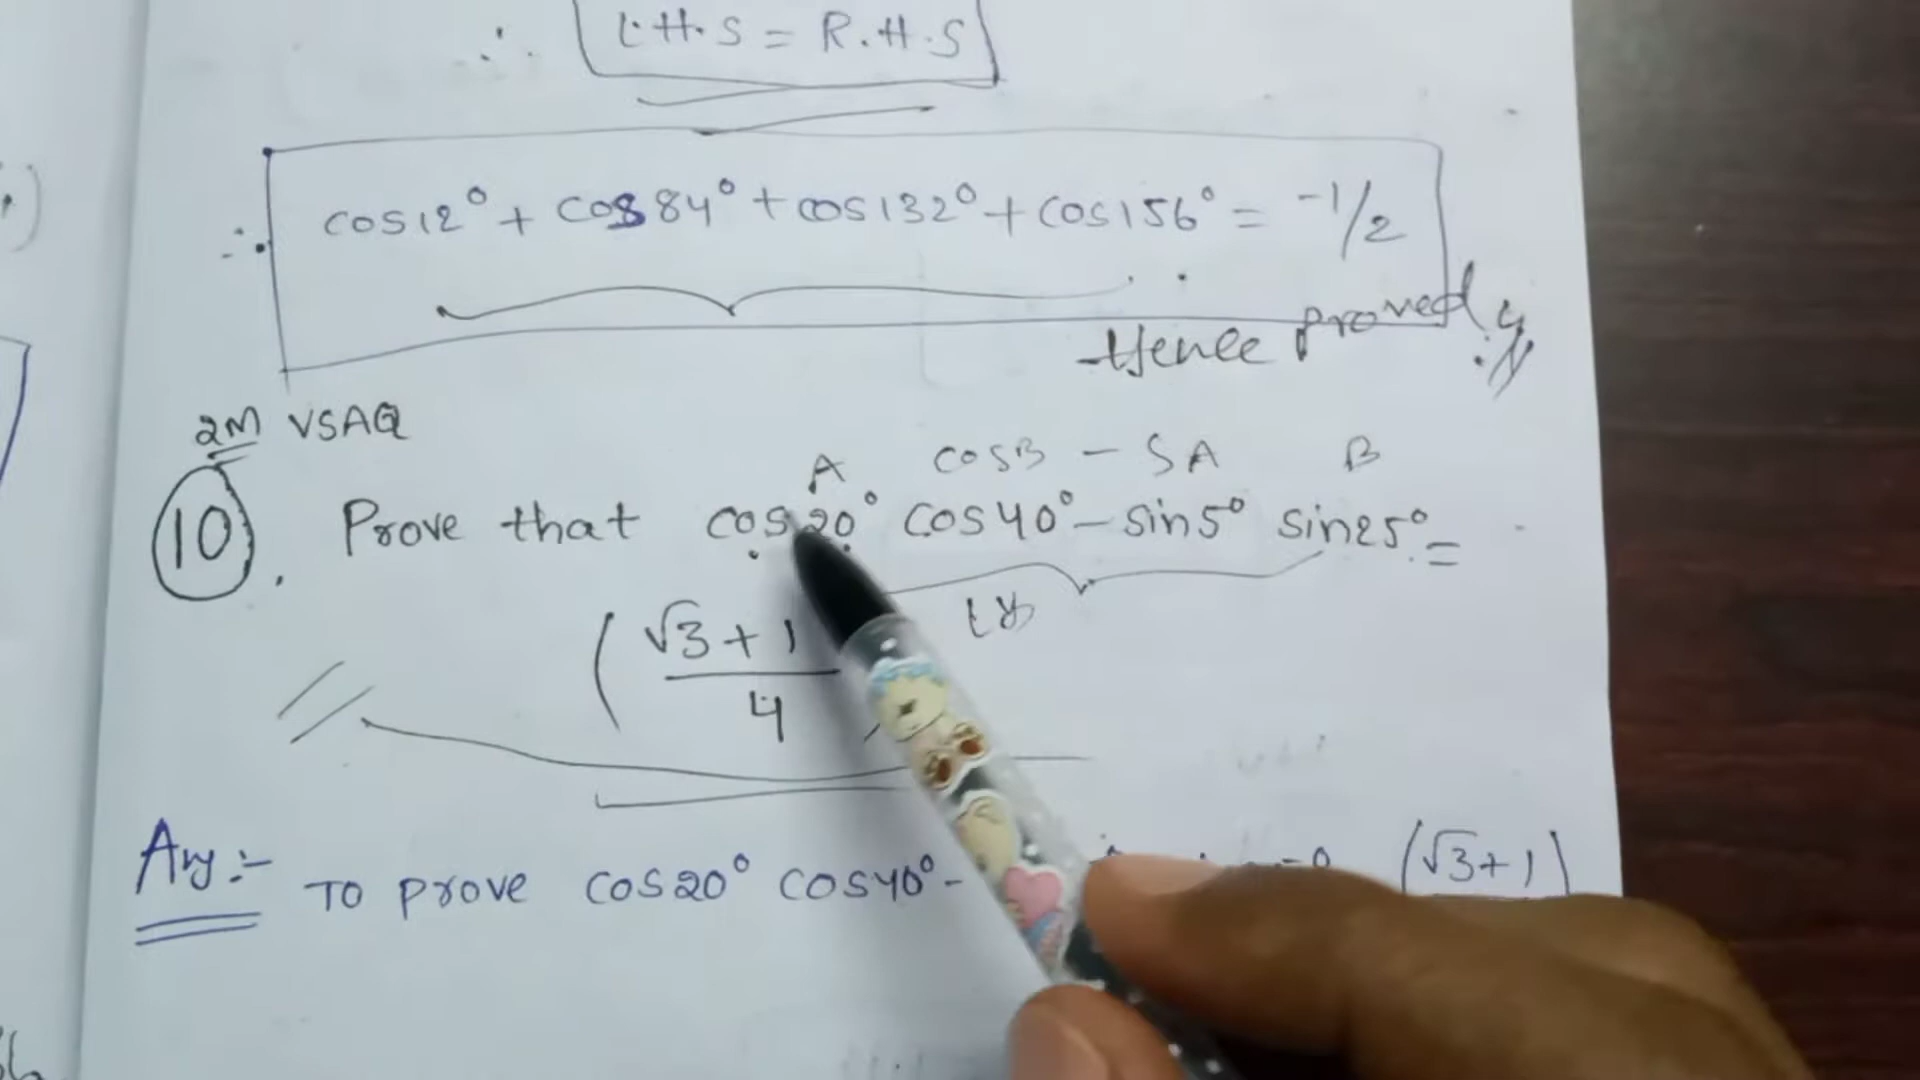 ∴ L.H.S = R.H.S
∴ cos12° + cos84° + cos132° + cos156° = -1/2
Hence proved
2M VSAQ
A cosB - SA B
10. Prove that cos20° cos40° - sin5° sin25° =
(√3+1
4
Ans:- To prove cos20° cos40° - (√3+1)